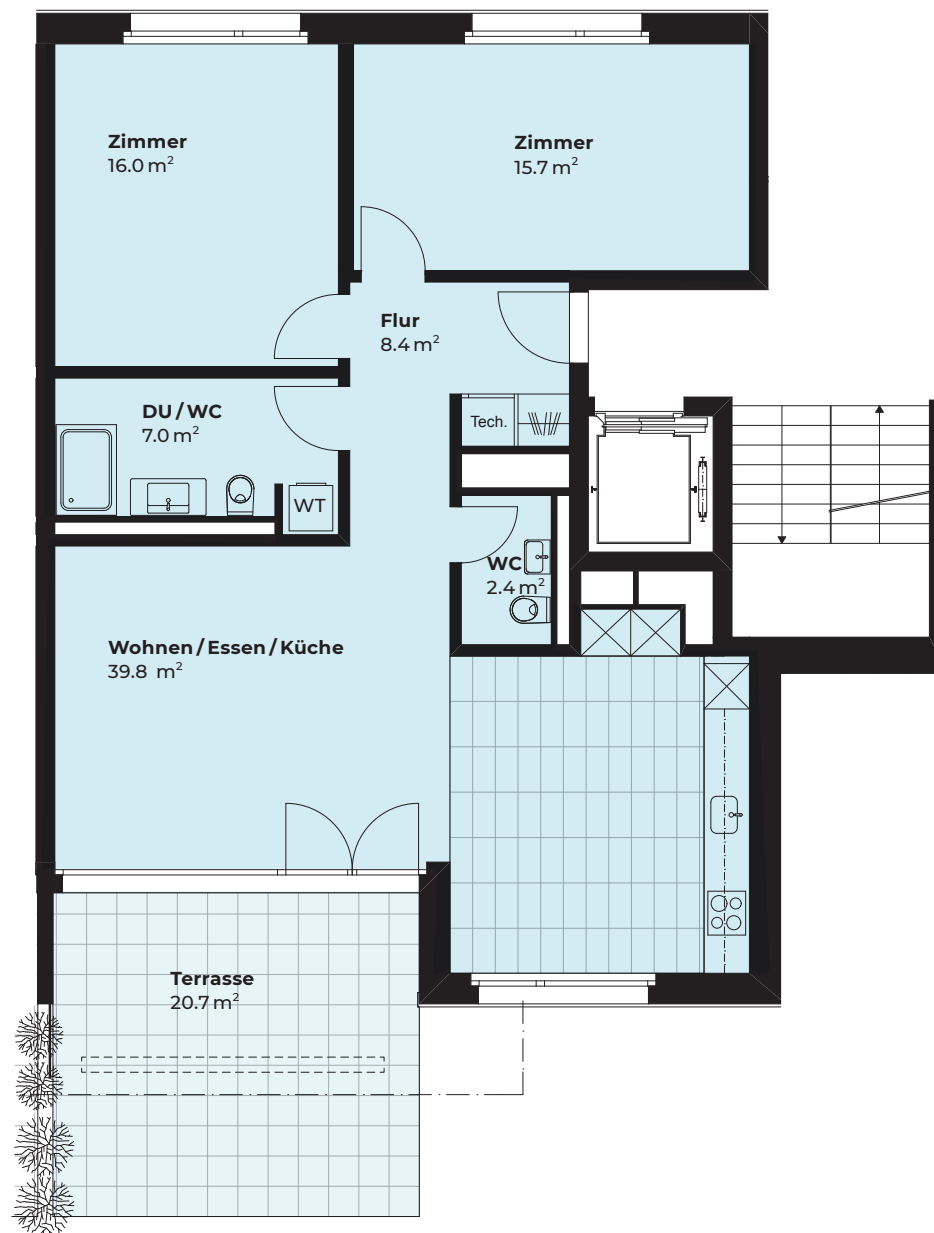 Zimmer
16.0 m²
Zimmer
15.7 m²
Flur
8.4 m²
DU / WC
7.0 m²
Tech.
WT
WC
2.4 m²
Wohnen / Essen / Küche
39.8 m²
Terrasse
20.7 m²